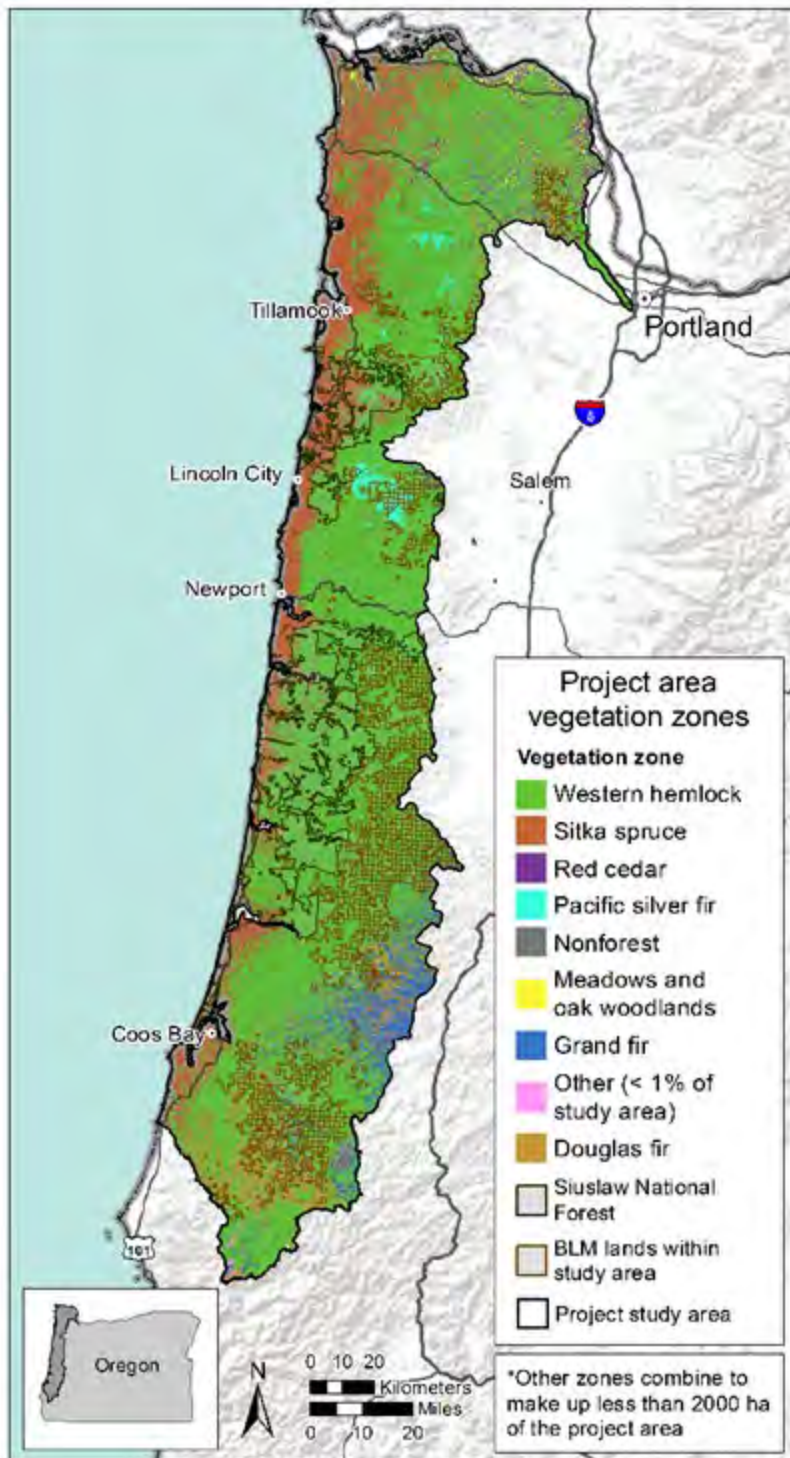 Tillamook
Portland
Lincoln City
Salem
Newport
Coos Bay
101
Oregon
N
0 10 20
Kilometers
Miles
0 10 20
Project area
vegetation zones
Vegetation zone
Western hemlock
Sitka spruce
Red cedar
Pacific silver fir
Nonforest
Meadows and
oak woodlands
Grand fir
Other (< 1% of
study area)
Douglas fir
Siuslaw National
Forest
BLM lands within
study area
Project study area
*Other zones combine to
make up less than 2000 ha
of the project area